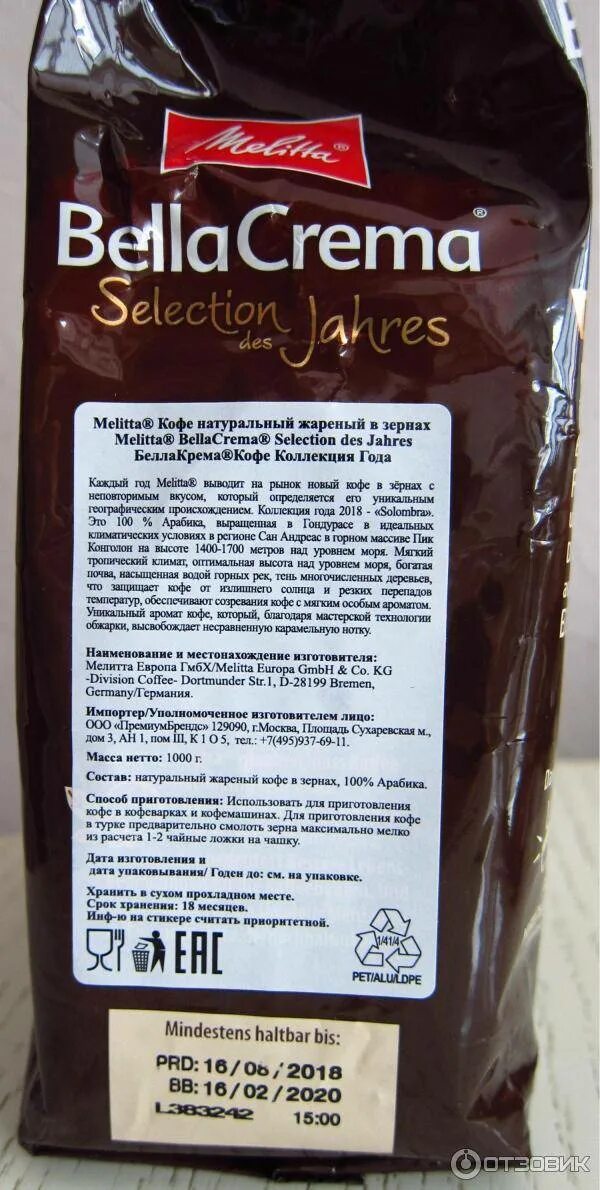 Melitta®
BellaCrema®
Selection
des Jahres
Melitta® Кофе натуральный жареный в зернах
Melitta® BellaCrema® Selection des Jahres
БеллаКрема®Кофе Коллекция Года
Каждый год Melitta® выводит на рынок новый кофе в зёрнах с
неповторимым вкусом, который определяется его уникальным
географическим происхождением. Коллекция года 2018 - «Solombra».
Это 100 % Арабика, выращенная в Гондурасе в идеальных
климатических условиях в регионе Сан Андреас в горном массиве Пик
Конголон на высоте 1400-1700 метров над уровнем моря. Мягкий
тропический климат, оптимальная высота над уровнем моря, богатая
почва, насыщенная водой горных рек, тень многочисленных деревьев,
что защищает кофе от излишнего солнца и резких перепадов
температур, обеспечивают созревания кофе с мягким особым ароматом.
Уникальный аромат кофе, который, благодаря мастерской технологии
обжарки, высвобождает несравненную карамельную нотку.
Наименование и местонахождение изготовителя:
Мелитта Европа ГмбХ/Melitta Europa GmbH & Co. KG
-Division Coffee- Dortmunder Str.1, D-28199 Bremen,
Germany/Германия.
Импортер/Уполномоченное изготовителем лицо:
ООО «ПремиумБрендс» 129090, г.Москва, Площадь Сухаревская м.,
дом 3, АН 1, пом III, К 1 О 5, тел.: +7(495)937-69-11.
Масса нетто: 1000 г.
Состав: натуральный жареный кофе в зернах, 100% Арабика.
Способ приготовления: Использовать для приготовления
кофе в кофеварках и кофемашинах. Для приготовления кофе
в турке предварительно смолоть зерна максимально мелко
из расчета 1-2 чайные ложки на чашку.
Дата изготовления и
дата упаковывания/ Годен до: см. на упаковке.
Хранить в сухом прохладном месте.
Срок хранения: 18 месяцев.
Инф-ю на стикере считать приоритетной.
EAC
1/41/4
PET/ALU/LDPE
Mindestens haltbar bis:
PRD: 16/08/2018
BB: 16/02/2020
L383242 15:00
ОТЗОВИК